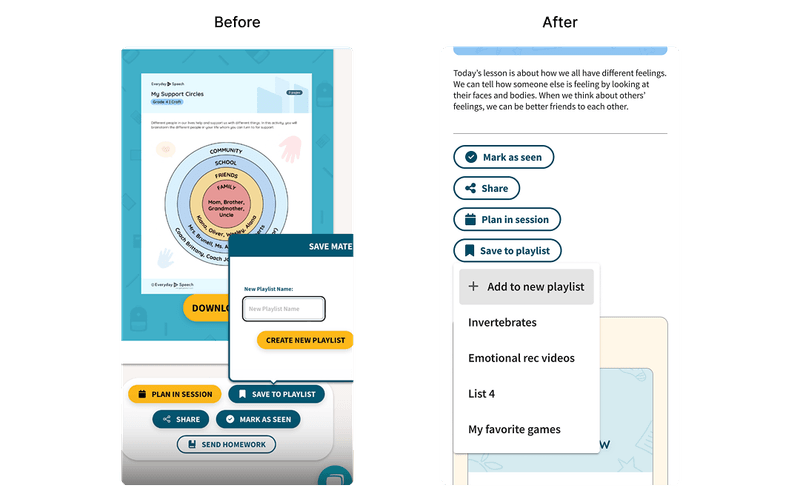 Before
After
Everyday Speech
My Support Circles
Grade 4 | Craft
Different people in our lives help and support us with different things. In this activity, you will
brainstorm the different people in your life whom you can turn to for support.
COMMUNITY
SCHOOL
FRIENDS
FAMILY
Mom, Brother,
Grandmother,
Uncle
Kiana, Oliver, Wesley, Alana
Mrs. Brunell, Ms. A
Coach Brittany, Coach Jo
Everyday Speech
DOWNLO
SAVE MATE
New Playlist Name:
New Playlist Name
CREATE NEW PLAYLIST
PLAN IN SESSION
SAVE TO PLAYLIST
SHARE
MARK AS SEEN
SEND HOMEWORK
Today's lesson is about how we all have different feelings.
We can tell how someone else is feeling by looking at
their faces and bodies. When we think about others'
feelings, we can be better friends to each other.
Mark as seen
Share
Plan in session
Save to playlist
Add to new playlist
Invertebrates
Emotional rec videos
List 4
My favorite games